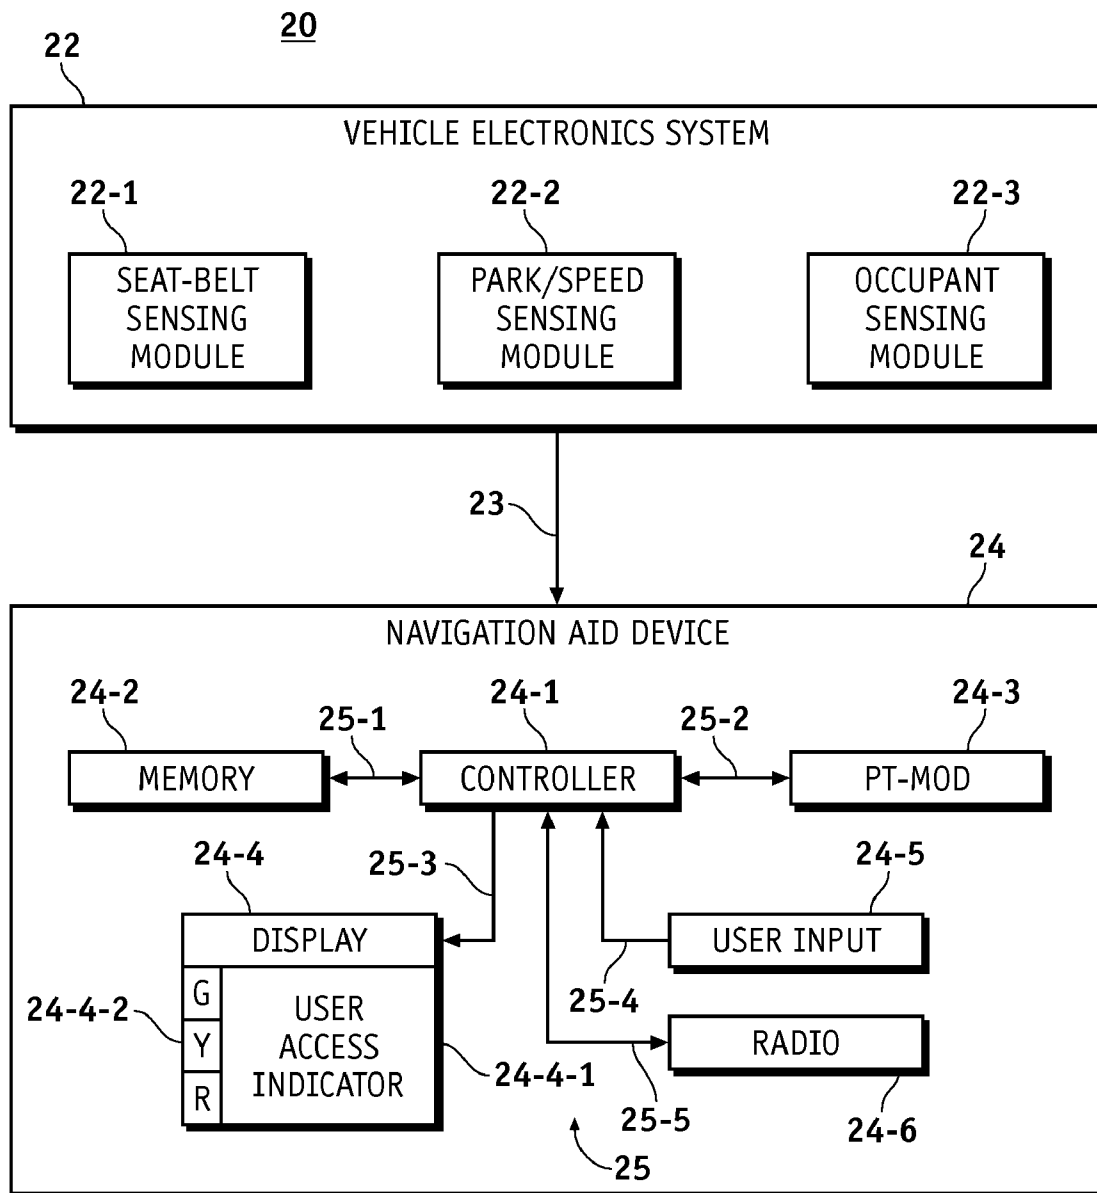 20
22
VEHICLE ELECTRONICS SYSTEM
22-1
22-2
22-3
SEAT-BELT
SENSING
MODULE
PARK/SPEED
SENSING
MODULE
OCCUPANT
SENSING
MODULE
23
24
NAVIGATION AID DEVICE
24-2
24-1
24-3
25-1
25-2
MEMORY
CONTROLLER
PT-MOD
24-4
25-3
24-5
DISPLAY
USER INPUT
G
24-4-2
Y
R
USER
ACCESS
INDICATOR
25-4
RADIO
24-4-1
25-5
24-6
25